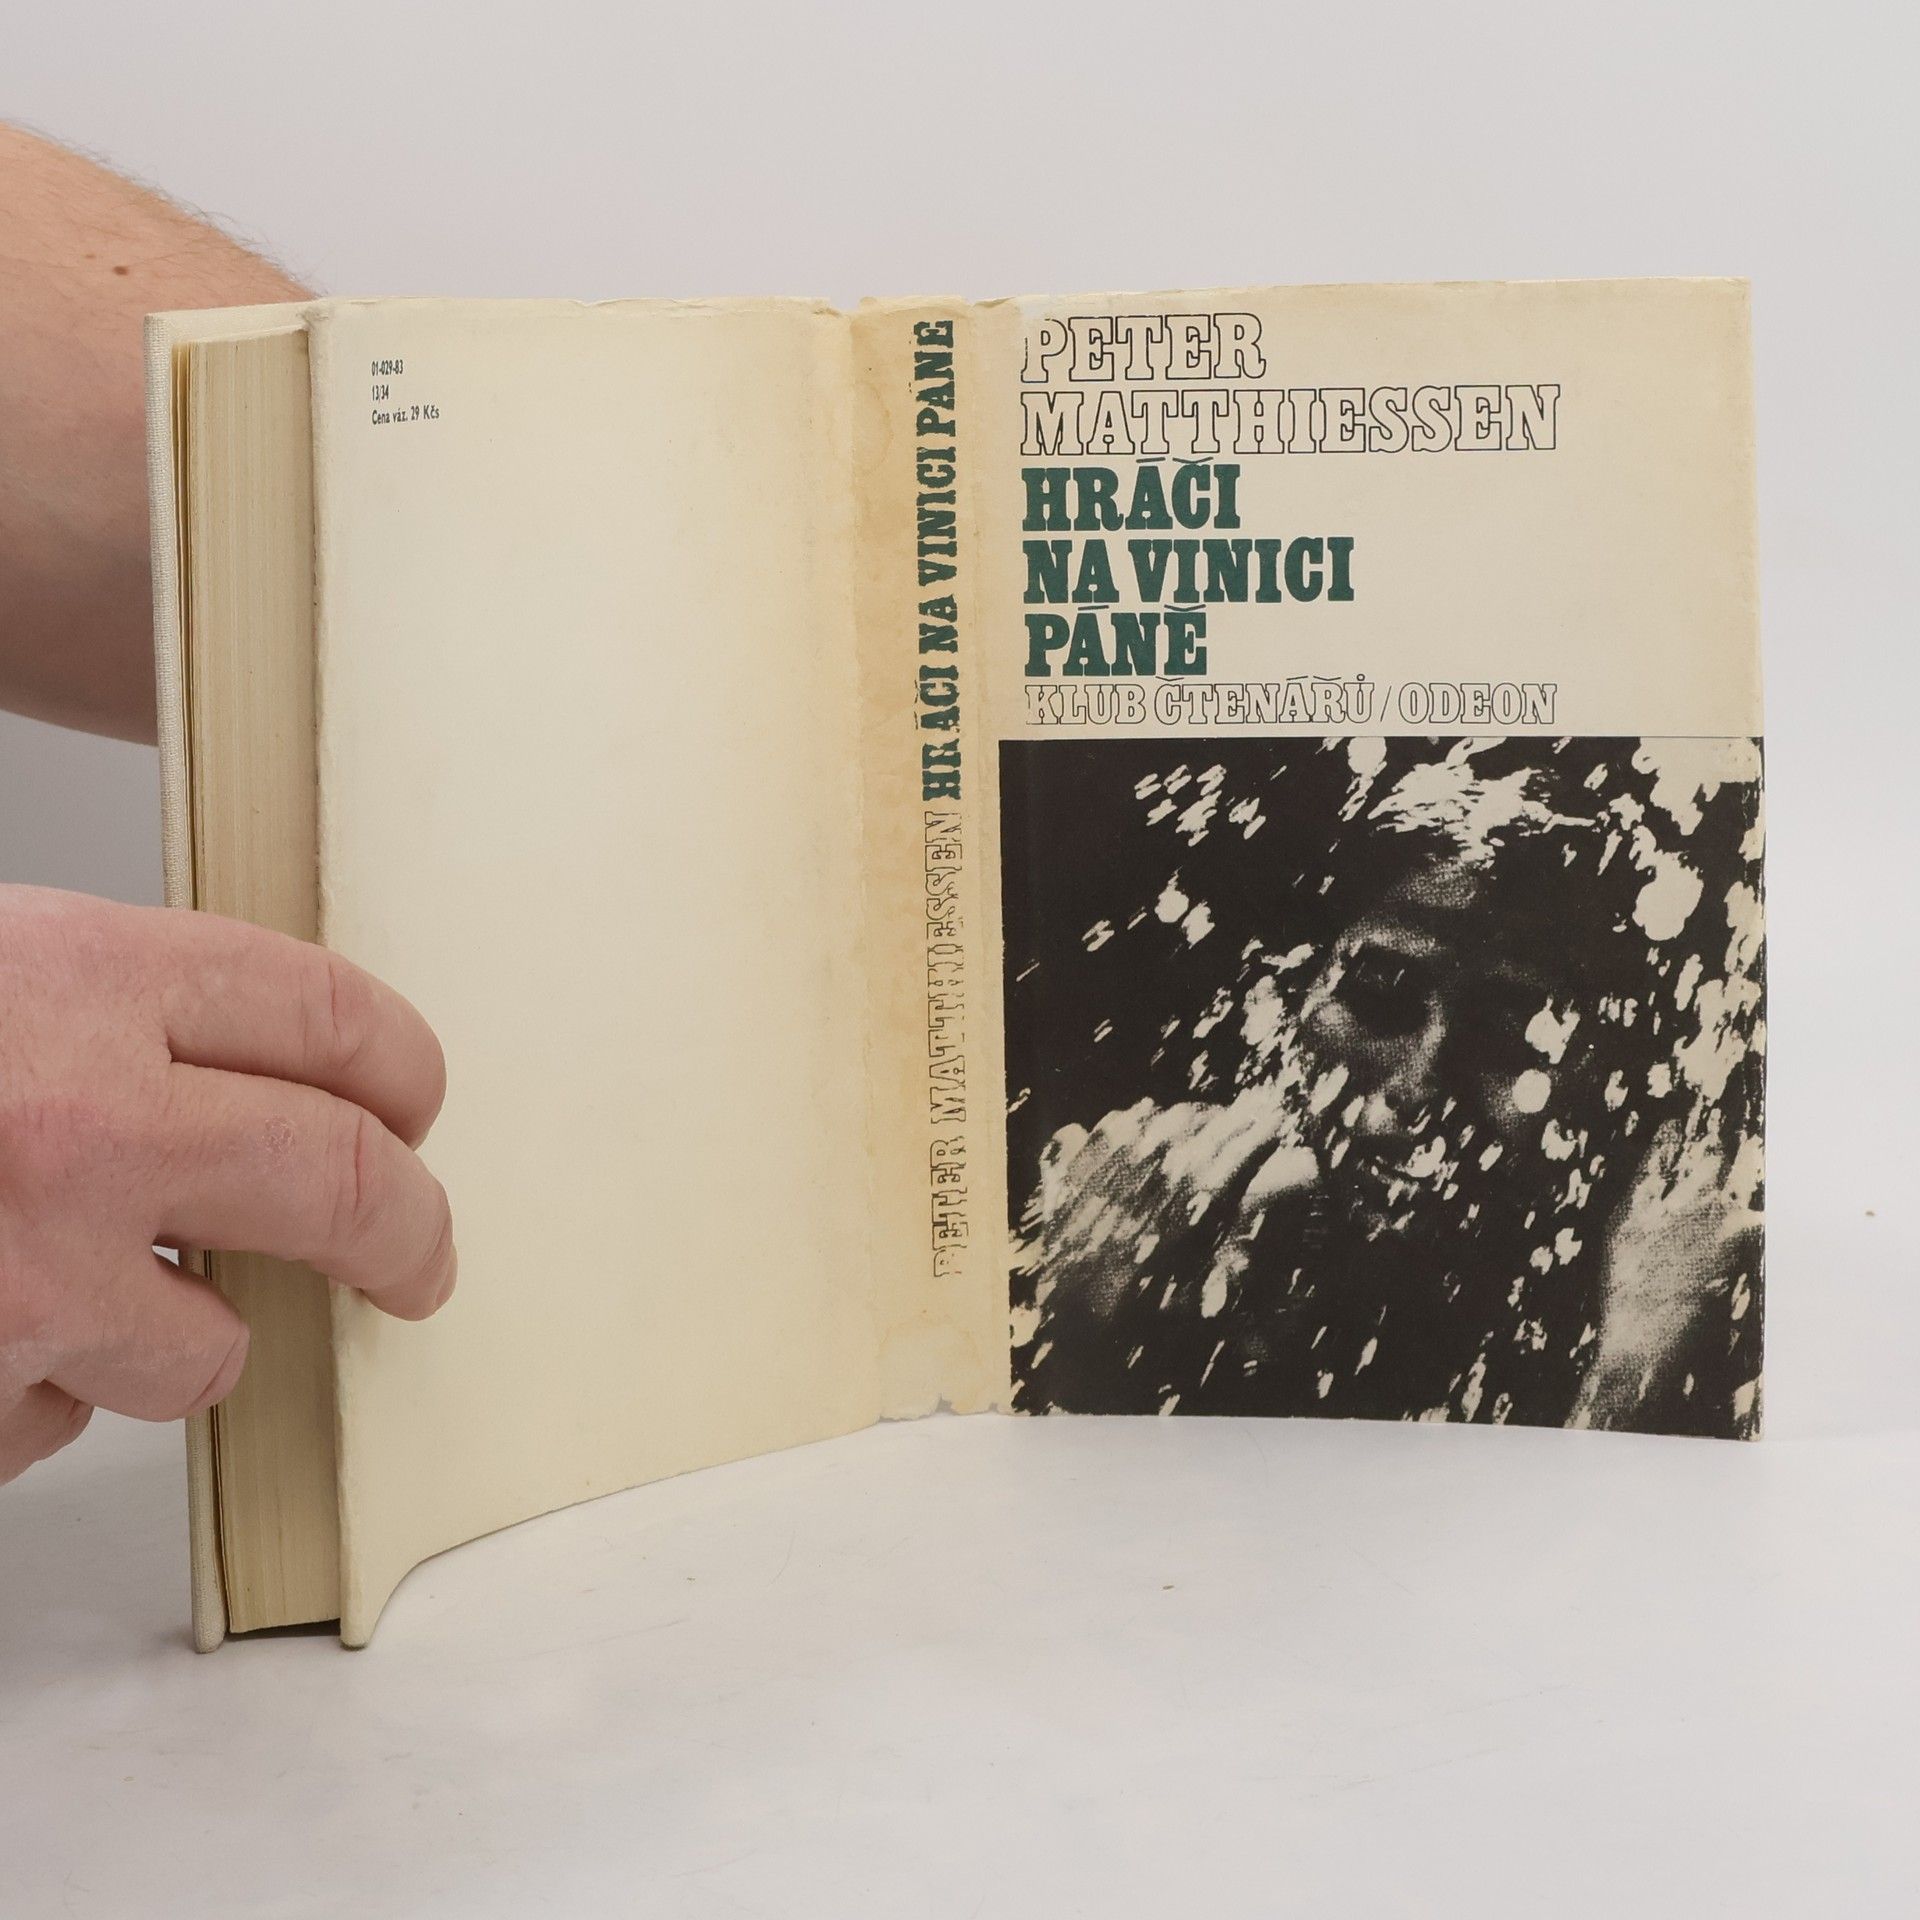 01-029-83
13/34
Cena váz. 29 Kčs
PETER MATTHIESSEN HRÁČI NA VINICI PÁNĚ
PETER
MATTHIESSEN
HRÁČI
NA VINICI
PÁNĚ
KLUB ČTENÁŘŮ/ODEON